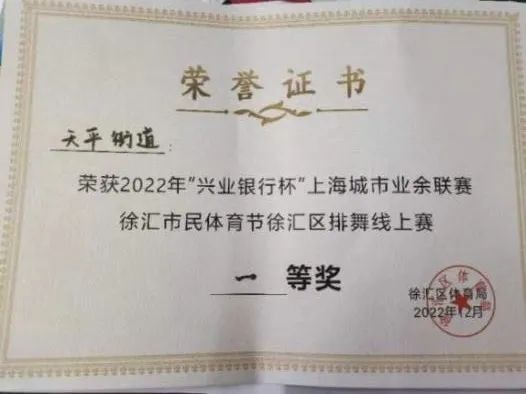 荣誉证书
天平街道：
荣获2022年“兴业银行杯”上海城市业余联赛
徐汇市民体育节徐汇区排舞线上赛
一等奖
徐汇区体育局
2022年12月